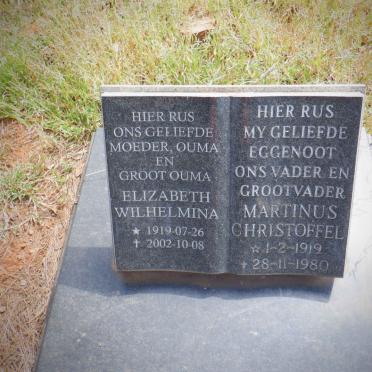 HIER RUS
ONS GELIEFDE
MOEDER, OUMA
EN
GROOT OUMA
ELIZABETH
WILHELMINA
★ 1919-07-26
✝ 2002-10-08
HIER RUS
MY GELIEFDE
EGGENOOT
ONS VADER EN
GROOTVADER
MARTINUS
CHRISTOFFEL
☆ 1-2-1919
✝ 28-11-1980